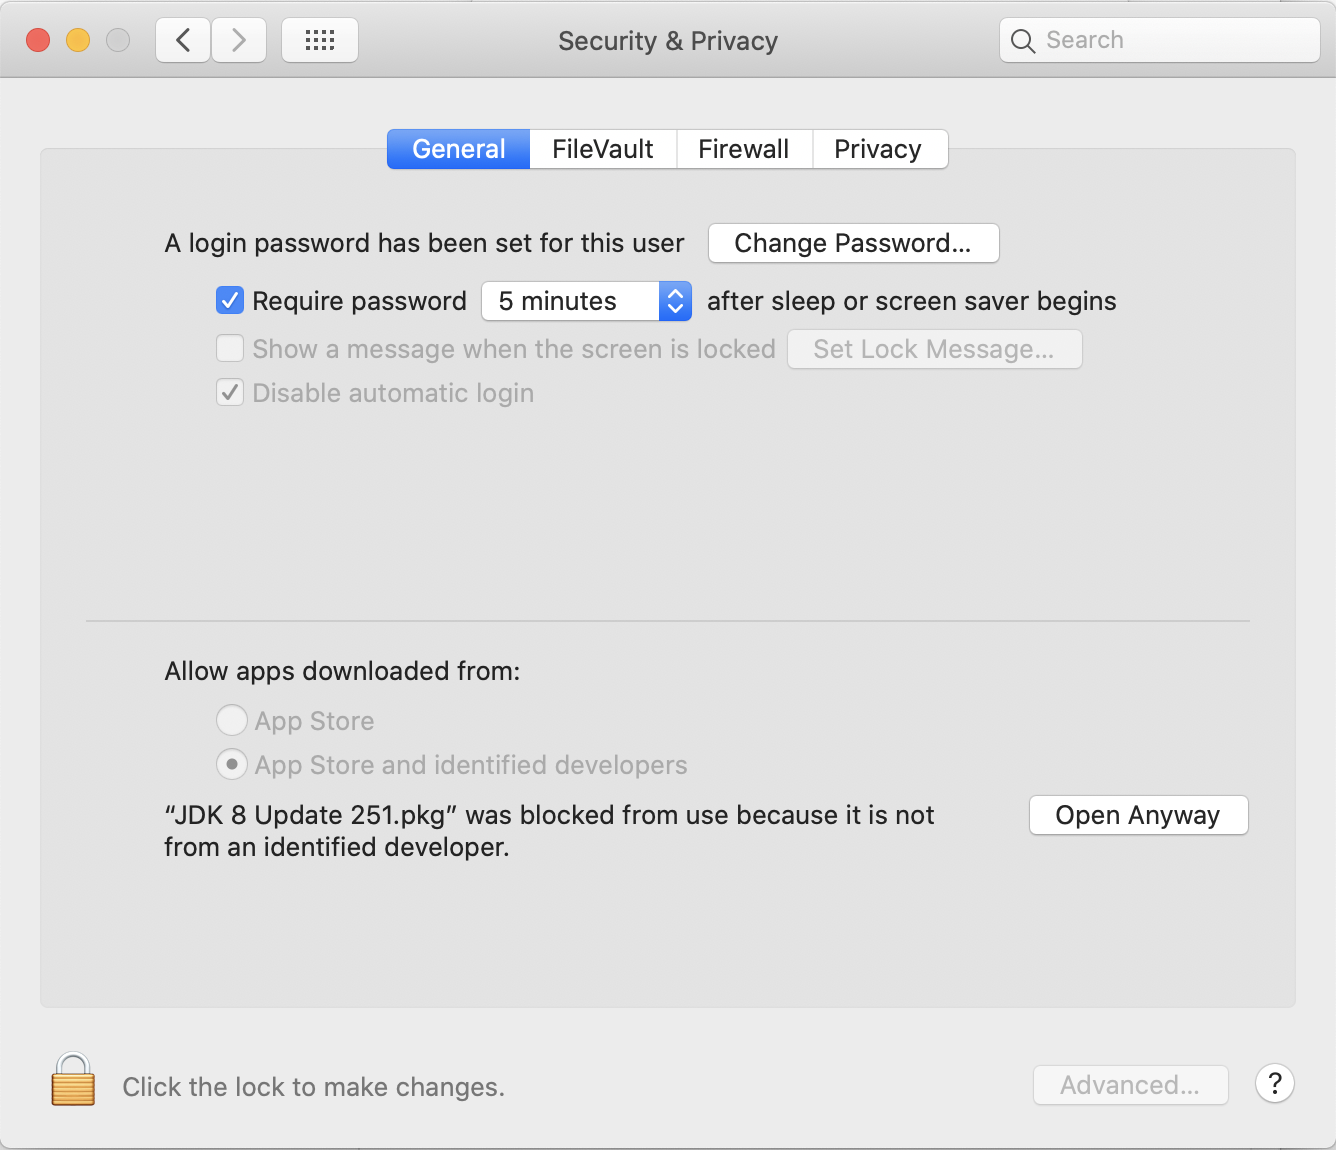 Security & Privacy
Search
General
FileVault
Firewall
Privacy
A login password has been set for this user
Change Password...
Require password
5 minutes
after sleep or screen saver begins
Show a message when the screen is locked
Set Lock Message...
Disable automatic login
Allow apps downloaded from:
App Store
App Store and identified developers
“JDK 8 Update 251.pkg” was blocked from use because it is not
from an identified developer.
Open Anyway
Click the lock to make changes.
Advanced...
?